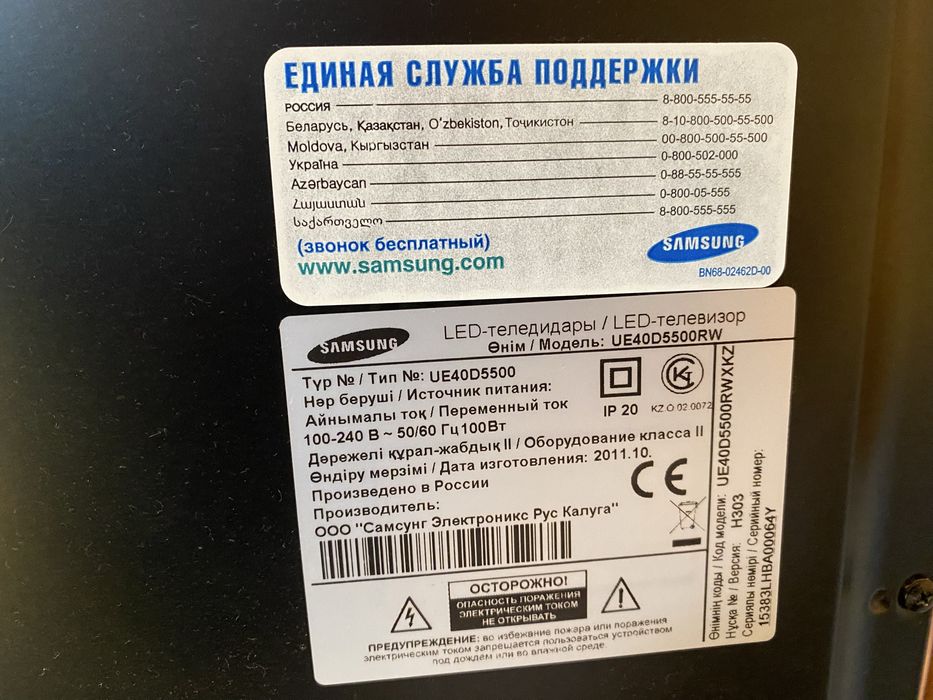 ЕДИНАЯ СЛУЖБА ПОДДЕРЖКИ
РОССИЯ 8-800-555-55-55
Беларусь, Қазақстан, O'zbekiston, Тоҷикистон 8-10-800-500-55-500
Moldova, Кыргызстан 00-800-500-55-500
Україна 0-800-502-000
Azərbaycan 0-88-55-55-555
Հայաստան 0-800-05-555
საქართველო 8-800-555-555
(звонок бесплатный)
www.samsung.com
SAMSUNG
BN68-02462D-00
SAMSUNG
LED-теледидары / LED-телевизор
Өнім / Модель: UE40D5500RW
Түр № / Тип №: UE40D5500
Нәр беруші / Источник питания:
Айнымалы ток / Переменный ток
100-240 В ~ 50/60 Гц 100Вт
IP 20
KZ.O.02.0072
Дәрежелі құрал-жабдық II / Оборудование класса II
Өндіру мерзімі / Дата изготовления: 2011.10.
Произведено в России
Производитель:
ООО "Самсунг Электроникс Рус Калуга"
CE
ОСТОРОЖНО!
ОПАСНОСТЬ ПОРАЖЕНИЯ
ЭЛЕКТРИЧЕСКИМ ТОКОМ
НЕ ОТКРЫВАТЬ
ПРЕДУПРЕЖДЕНИЕ: во избежание пожара или поражения
электрическим током запрещается пользоваться устройством
под дождем или во влажной среде.
Өнімнің коды / Код модели: UE40D5500RWXKZ
Нұсқа № / Версия: H303
Сериялы нөмірі / Серийный номер:
15383LHBA00064Y